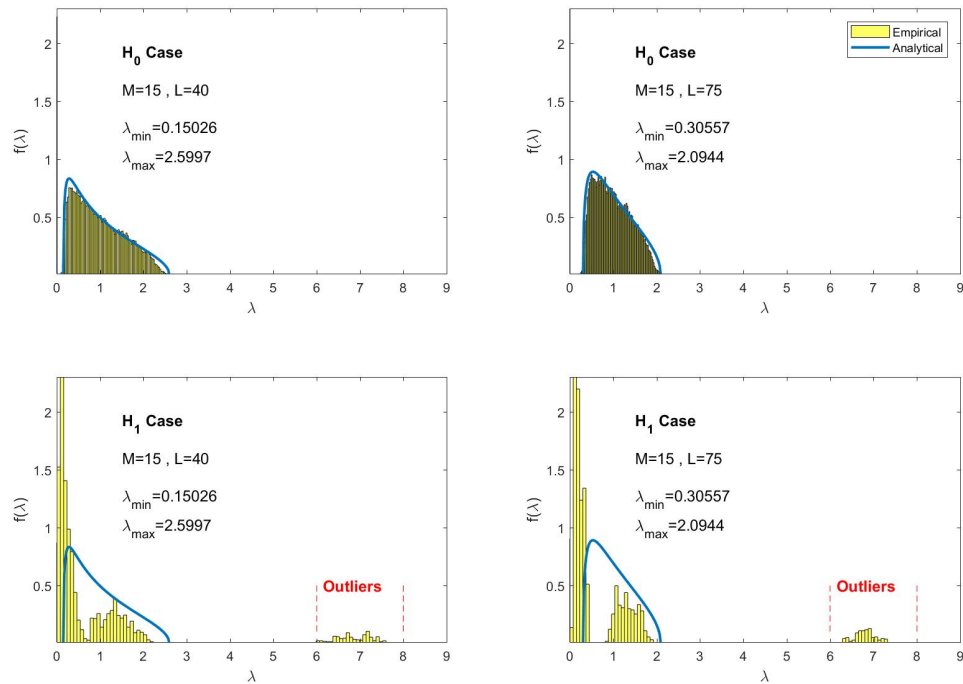 2
1.5
1
0.5
f(λ)
H0 Case
M=15 , L=40
λmin=0.15026
λmax=2.5997
0 1 2 3 4 5 6 7 8 9
λ
2
1.5
1
0.5
f(λ)
H0 Case
M=15 , L=75
λmin=0.30557
λmax=2.0944
Empirical
Analytical
0 1 2 3 4 5 6 7 8 9
λ
2
1.5
1
0.5
f(λ)
H1 Case
M=15 , L=40
λmin=0.15026
λmax=2.5997
Outliers
0 1 2 3 4 5 6 7 8 9
λ
2
1.5
1
0.5
f(λ)
H1 Case
M=15 , L=75
λmin=0.30557
λmax=2.0944
Outliers
0 1 2 3 4 5 6 7 8 9
λ